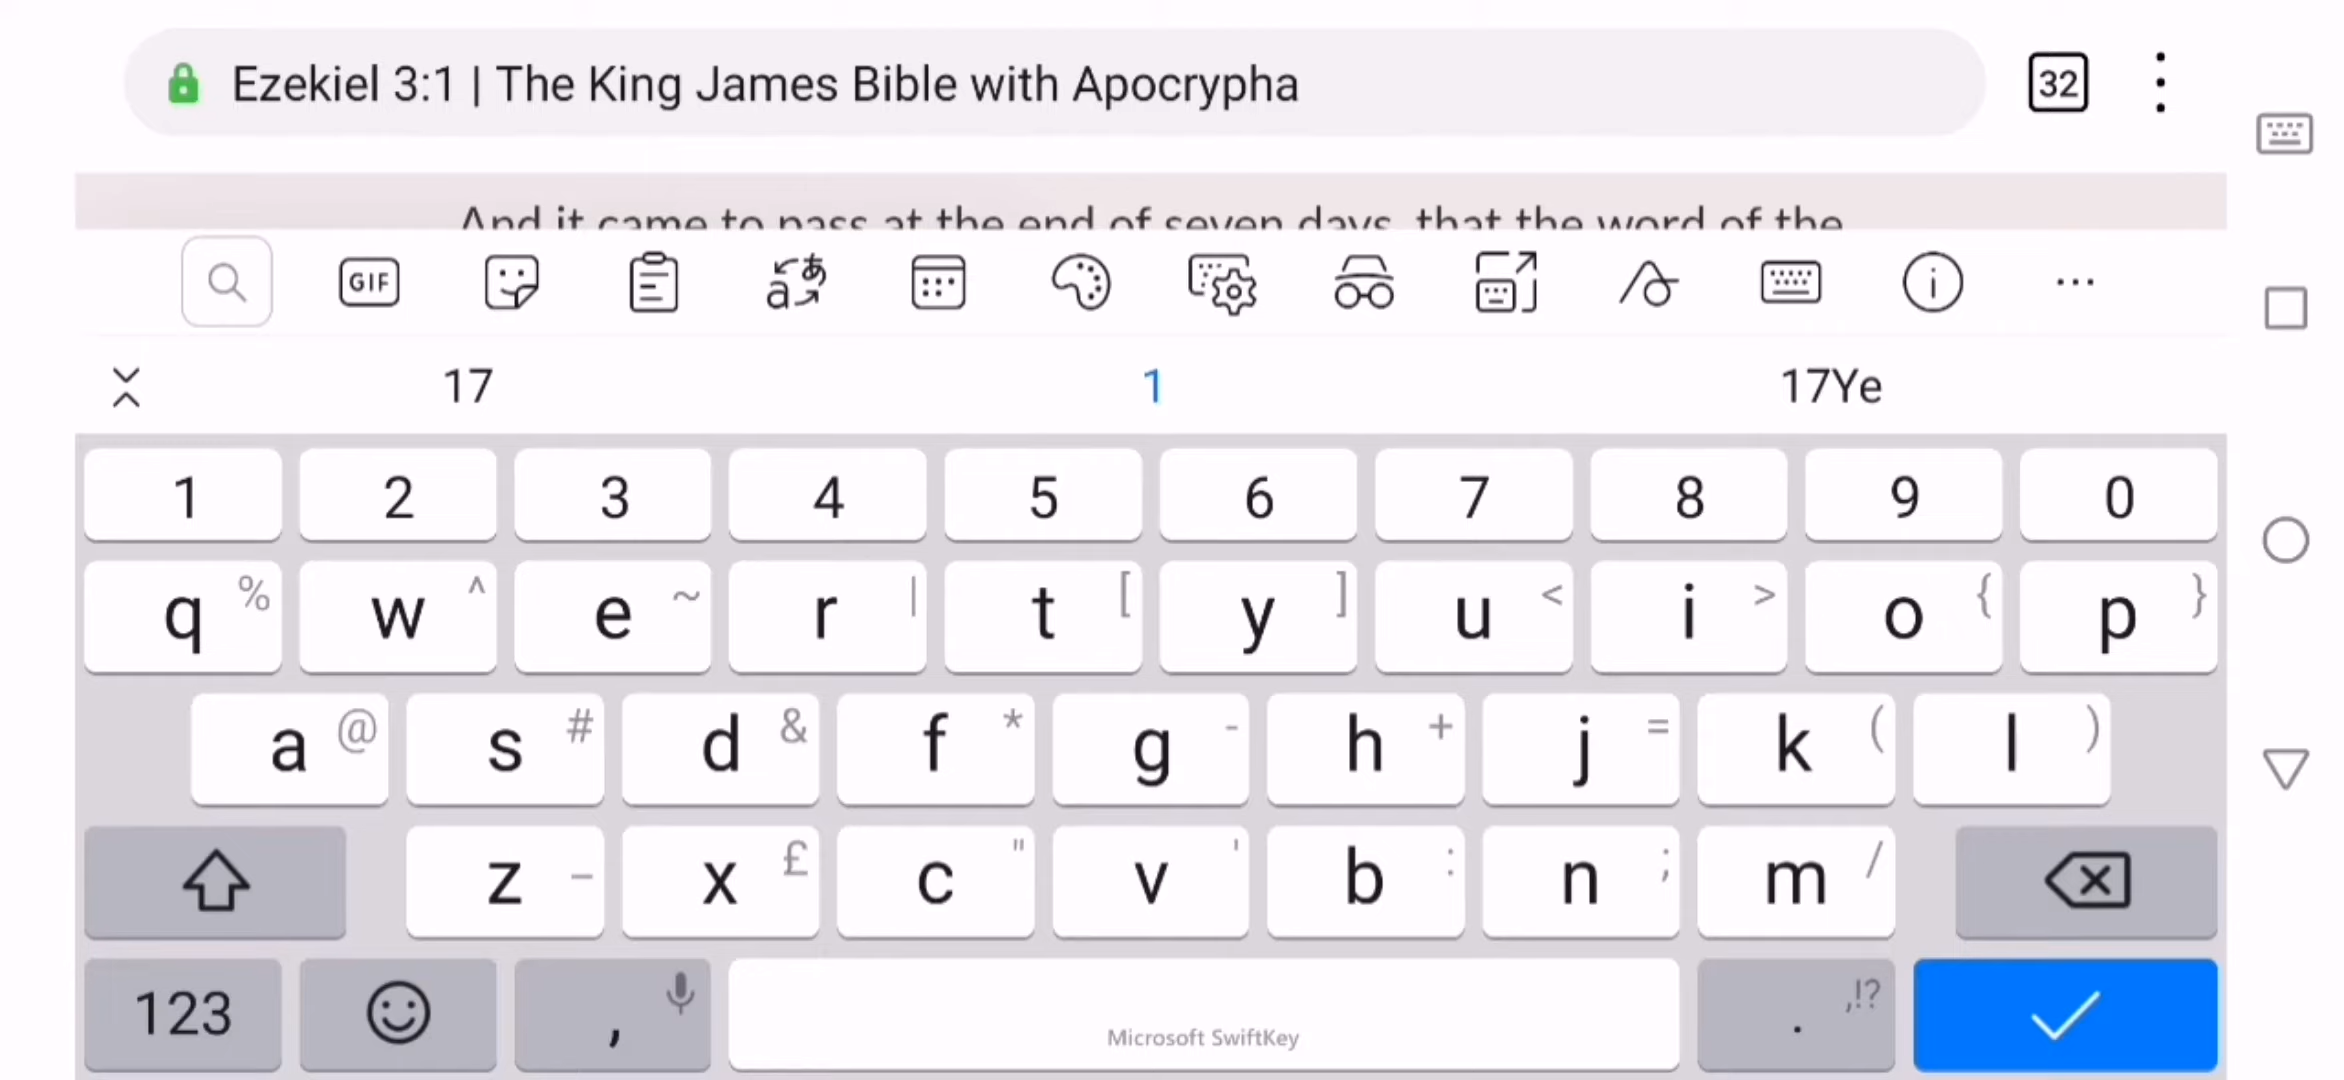 Ezekiel 3:1 | The King James Bible with Apocrypha
32
And it came to pass at the end of seven days, that the word of the
GIF
あ a
17 1 17Ye
1 2 3 4 5 6 7 8 9 0
q % w ^ e ~ r | t [ y ] u < i > o { p }
a @ s # d & f * g - h + j = k ( l )
z _ x £ c " v ' b : n ; m /
123 , . ,!?
Microsoft SwiftKey